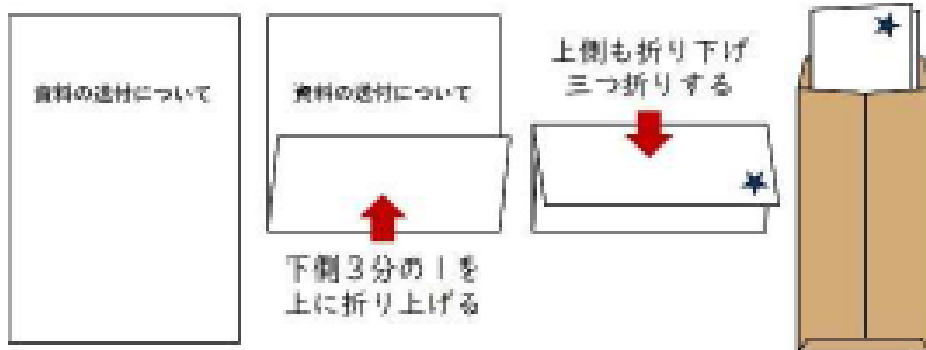 資料の送付について
資料の送付について
下側3分の1を
上に折り上げる
上側も折り下げ
三つ折りする